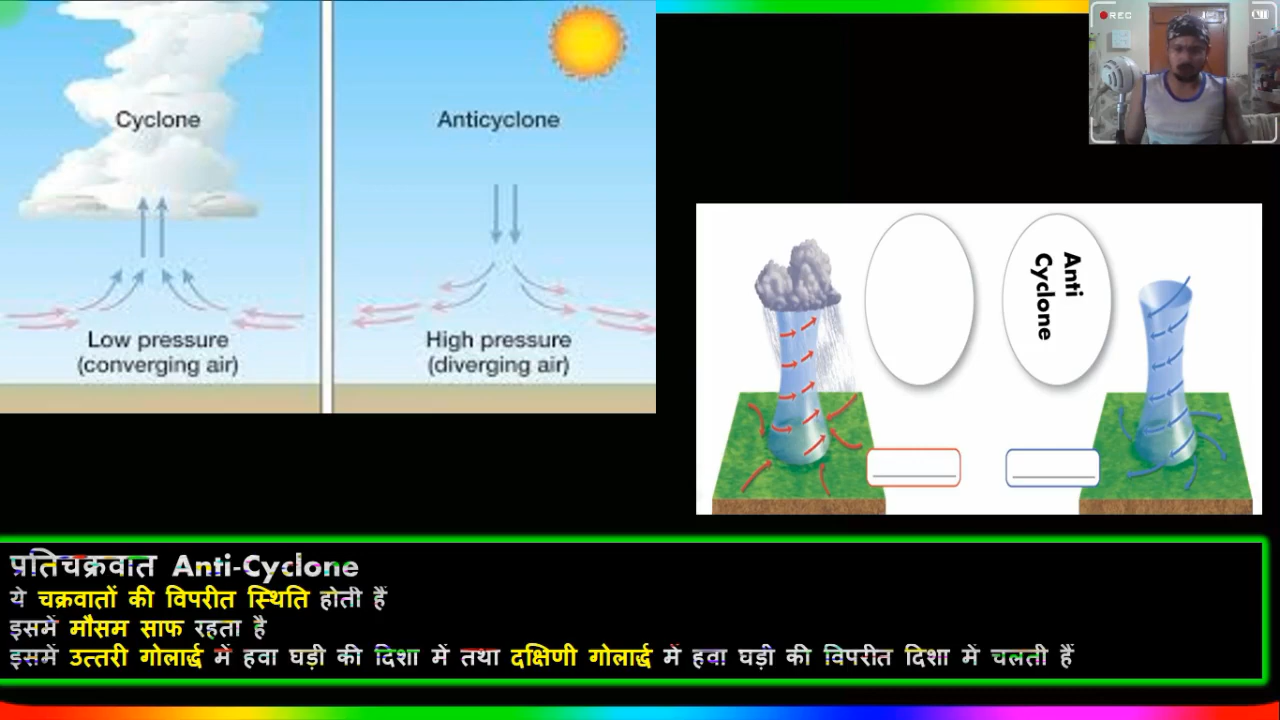 Cyclone
Low pressure
(converging air)
Anticyclone
High pressure
(diverging air)
REC
Anti
Cyclone
प्रतिचक्रवात Anti-Cyclone
ये चक्रवातों की विपरीत स्थिति होती हैं
इसमें मौसम साफ रहता है
इसमें उत्तरी गोलार्द्ध में हवा घड़ी की दिशा में तथा दक्षिणी गोलार्द्ध में हवा घड़ी की विपरीत दिशा में चलती हैं